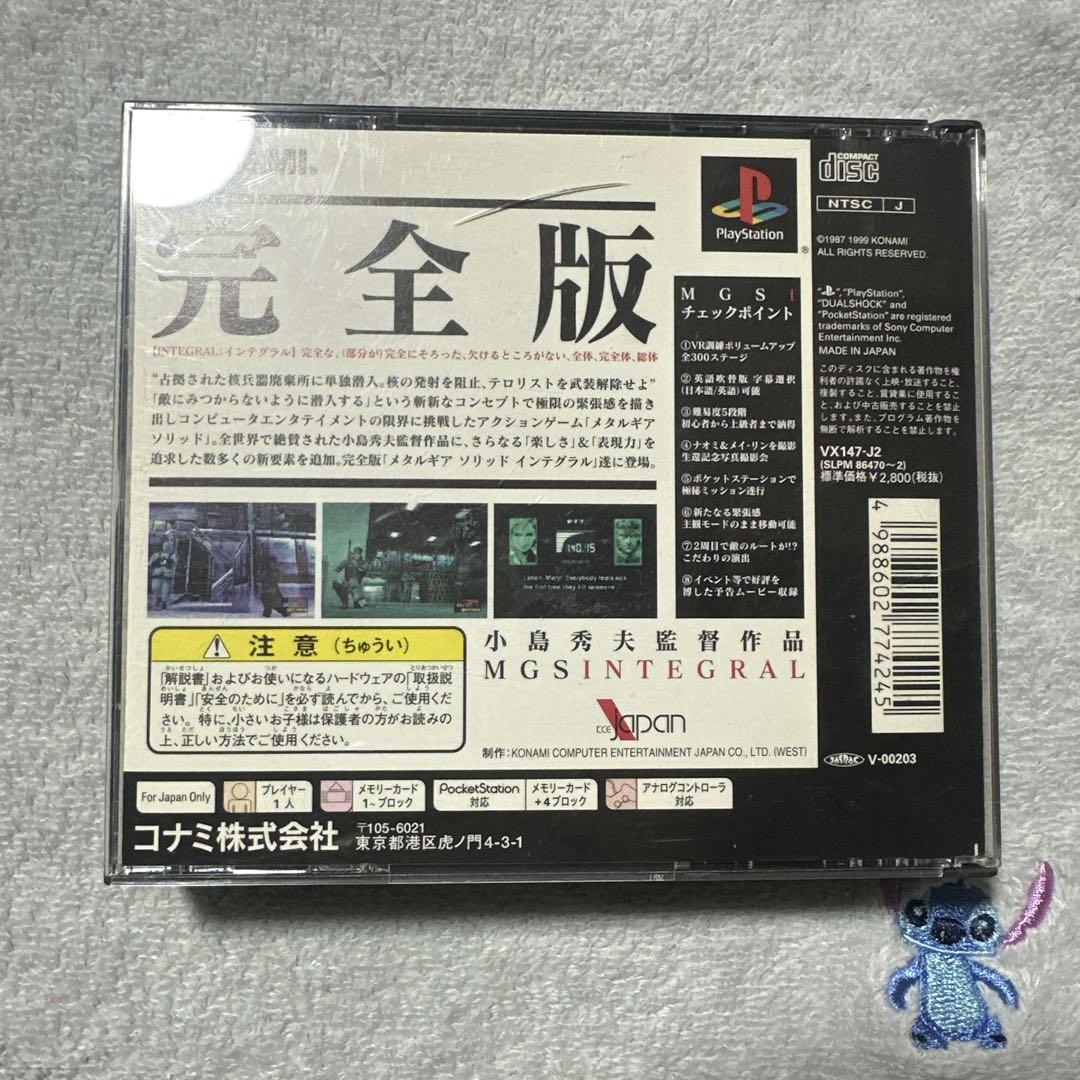 完全版
【INTEGRAL:インテグラル】完全な、(部分が)完全にそろった、欠けるところがない、全体、完全体、総体
“占拠された核兵器廃棄所に単独潜入。核の発射を阻止、テロリストを武装解除せよ”
「敵にみつからないように潜入する」という斬新なコンセプトで極限の緊張感を描き
出しコンピュータエンタテイメントの限界に挑戦したアクションゲーム「メタルギア
ソリッド」。全世界で絶賛された小島秀夫監督作品に、さらなる「楽しさ」&「表現力」を
追求した数多くの新要素を追加。完全版「メタルギア ソリッド インテグラル」遂に登場。
PTT
140.15
Listen, Meryl. Everybody feels sick
the first time they kill someone.
注意(ちゅうい)
「解説書」およびお使いになるハードウェアの「取扱説
明書」「安全のために」を必ず読んでから、ご使用くだ
さい。特に、小さいお子様は保護者の方がお読みの
上、正しい方法でご使用ください。
小島秀夫監督作品
MGSINTEGRAL
KCE japan
制作:KONAMI COMPUTER ENTERTAINMENT JAPAN CO., LTD. (WEST)
PlayStation
®
MGSI
チェックポイント
①VR訓練ボリュームアップ
全300ステージ
②英語吹替版 字幕選択
(日本語/英語)可能
③難易度5段階
初心者から上級者まで納得
④ナオミ&メイ・リンを撮影
生還記念写真撮影会
⑤ポケットステーションで
極秘ミッション遂行
⑥新たなる緊張感
主観モードのまま移動可能
⑦2周目で敵のルートが!?
こだわりの演出
⑧イベント等で好評を
博した予告ムービー収録
COMPACT
disc
NTSC J
©1987 1999 KONAMI
ALL RIGHTS RESERVED.
“ ”, “PlayStation”,
“DUALSHOCK” and
“PocketStation” are registered
trademarks of Sony Computer
Entertainment Inc.
MADE IN JAPAN
このディスクに含まれる著作物を権
利者の許諾なく上映・放送すること、
複製すること、賃貸業に使用するこ
と、および中古販売することを禁止
します。また、プログラム著作物を
無断で解析することを禁止します。
VX147-J2
(SLPM 86470~2)
標準価格¥2,800(税抜)
4 988602 774245
JASRAC V-00203
For Japan Only
プレイヤー
1人
メモリーカード
1~ブロック
PocketStation
対応
メモリーカード
+4ブロック
アナログコントローラ
対応
コナミ株式会社
〒105-6021
東京都港区虎ノ門4-3-1